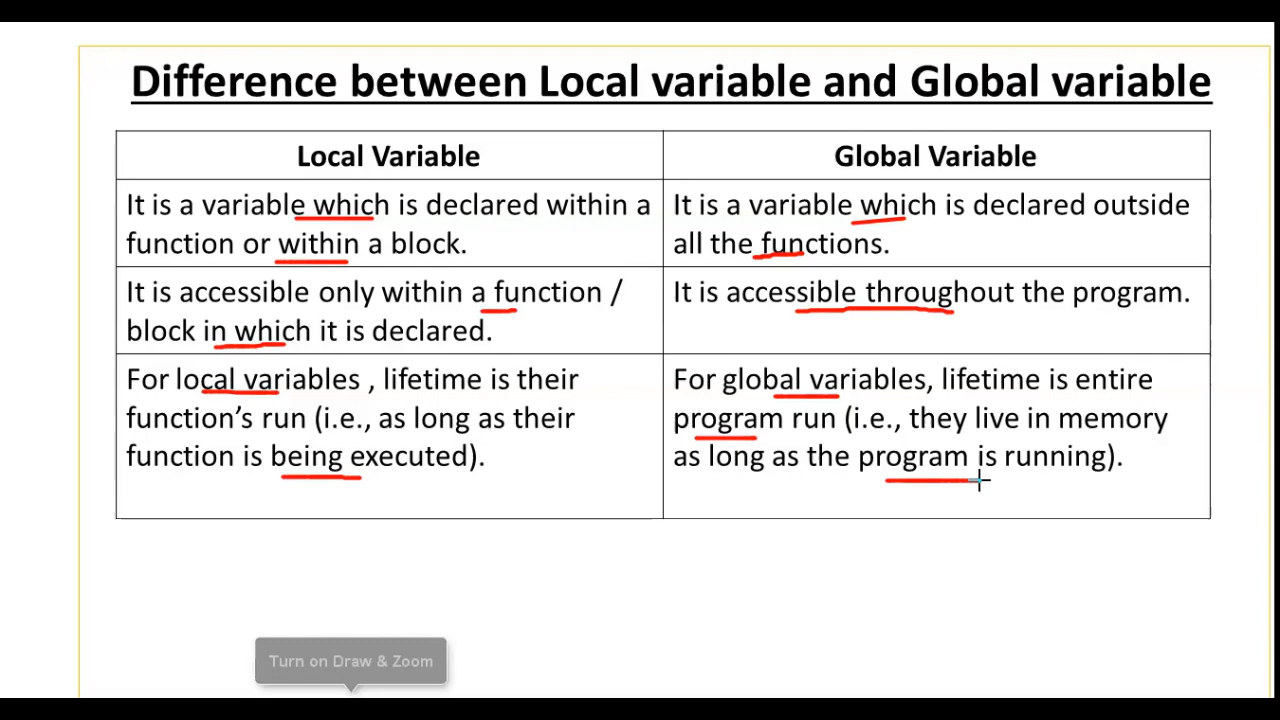 Difference between Local variable and Global variable
Local Variable
Global Variable
It is a variable which is declared within a
function or within a block.
It is a variable which is declared outside
all the functions.
It is accessible only within a function /
block in which it is declared.
It is accessible throughout the program.
For local variables , lifetime is their
function’s run (i.e., as long as their
function is being executed).
For global variables, lifetime is entire
program run (i.e., they live in memory
as long as the program is running).
Turn on Draw & Zoom